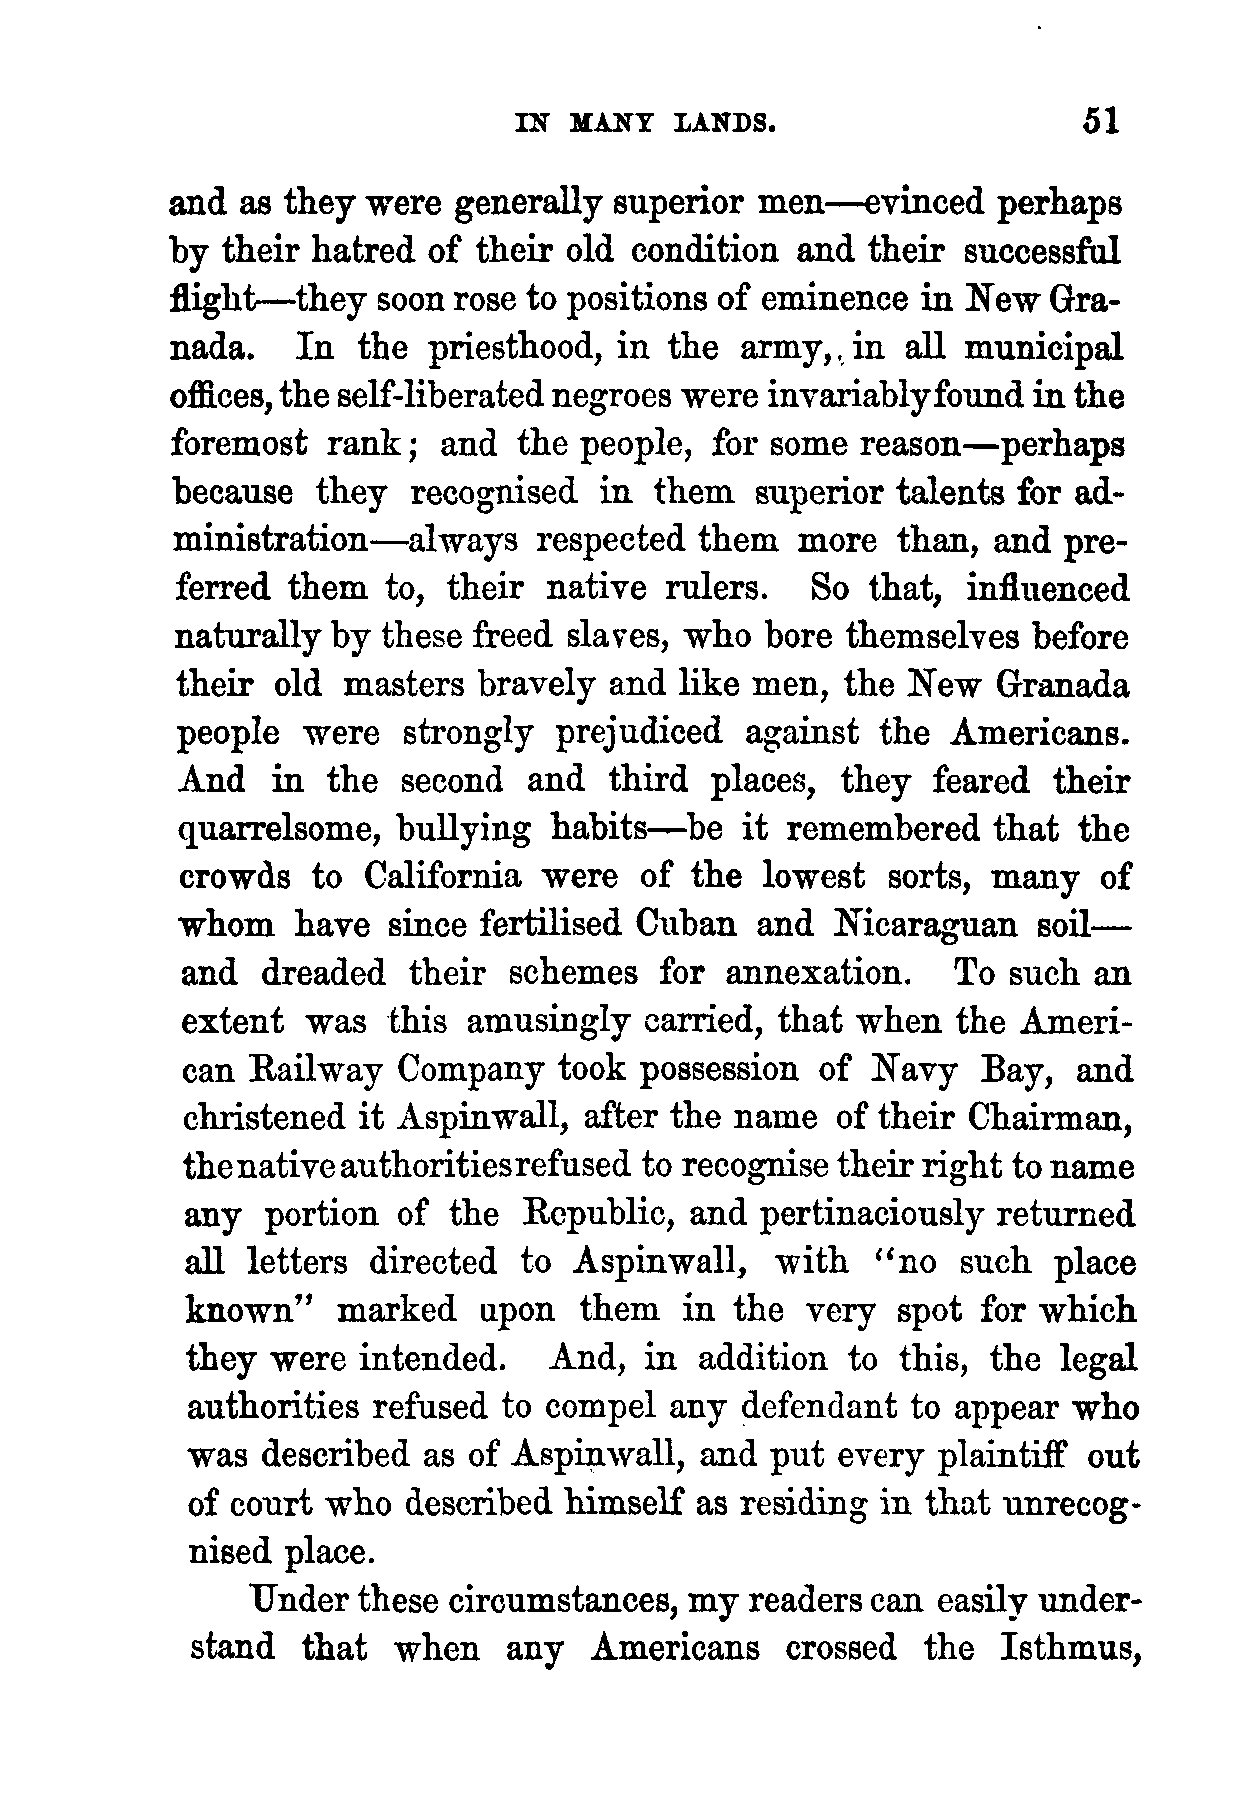 IN MANY LANDS. 51
and as they were generally superior men—evinced perhaps
by their hatred of their old condition and their successful
flight—they soon rose to positions of eminence in New Gra-
nada. In the priesthood, in the army, in all municipal
offices, the self-liberated negroes were invariably found in the
foremost rank; and the people, for some reason—perhaps
because they recognised in them superior talents for ad-
ministration—always respected them more than, and pre-
ferred them to, their native rulers. So that, influenced
naturally by these freed slaves, who bore themselves before
their old masters bravely and like men, the New Granada
people were strongly prejudiced against the Americans.
And in the second and third places, they feared their
quarrelsome, bullying habits—be it remembered that the
crowds to California were of the lowest sorts, many of
whom have since fertilised Cuban and Nicaraguan soil—
and dreaded their schemes for annexation. To such an
extent was this amusingly carried, that when the Ameri-
can Railway Company took possession of Navy Bay, and
christened it Aspinwall, after the name of their Chairman,
the native authorities refused to recognise their right to name
any portion of the Republic, and pertinaciously returned
all letters directed to Aspinwall, with "no such place
known" marked upon them in the very spot for which
they were intended. And, in addition to this, the legal
authorities refused to compel any defendant to appear who
was described as of Aspinwall, and put every plaintiff out
of court who described himself as residing in that unrecog-
nised place.
Under these circumstances, my readers can easily under-
stand that when any Americans crossed the Isthmus,